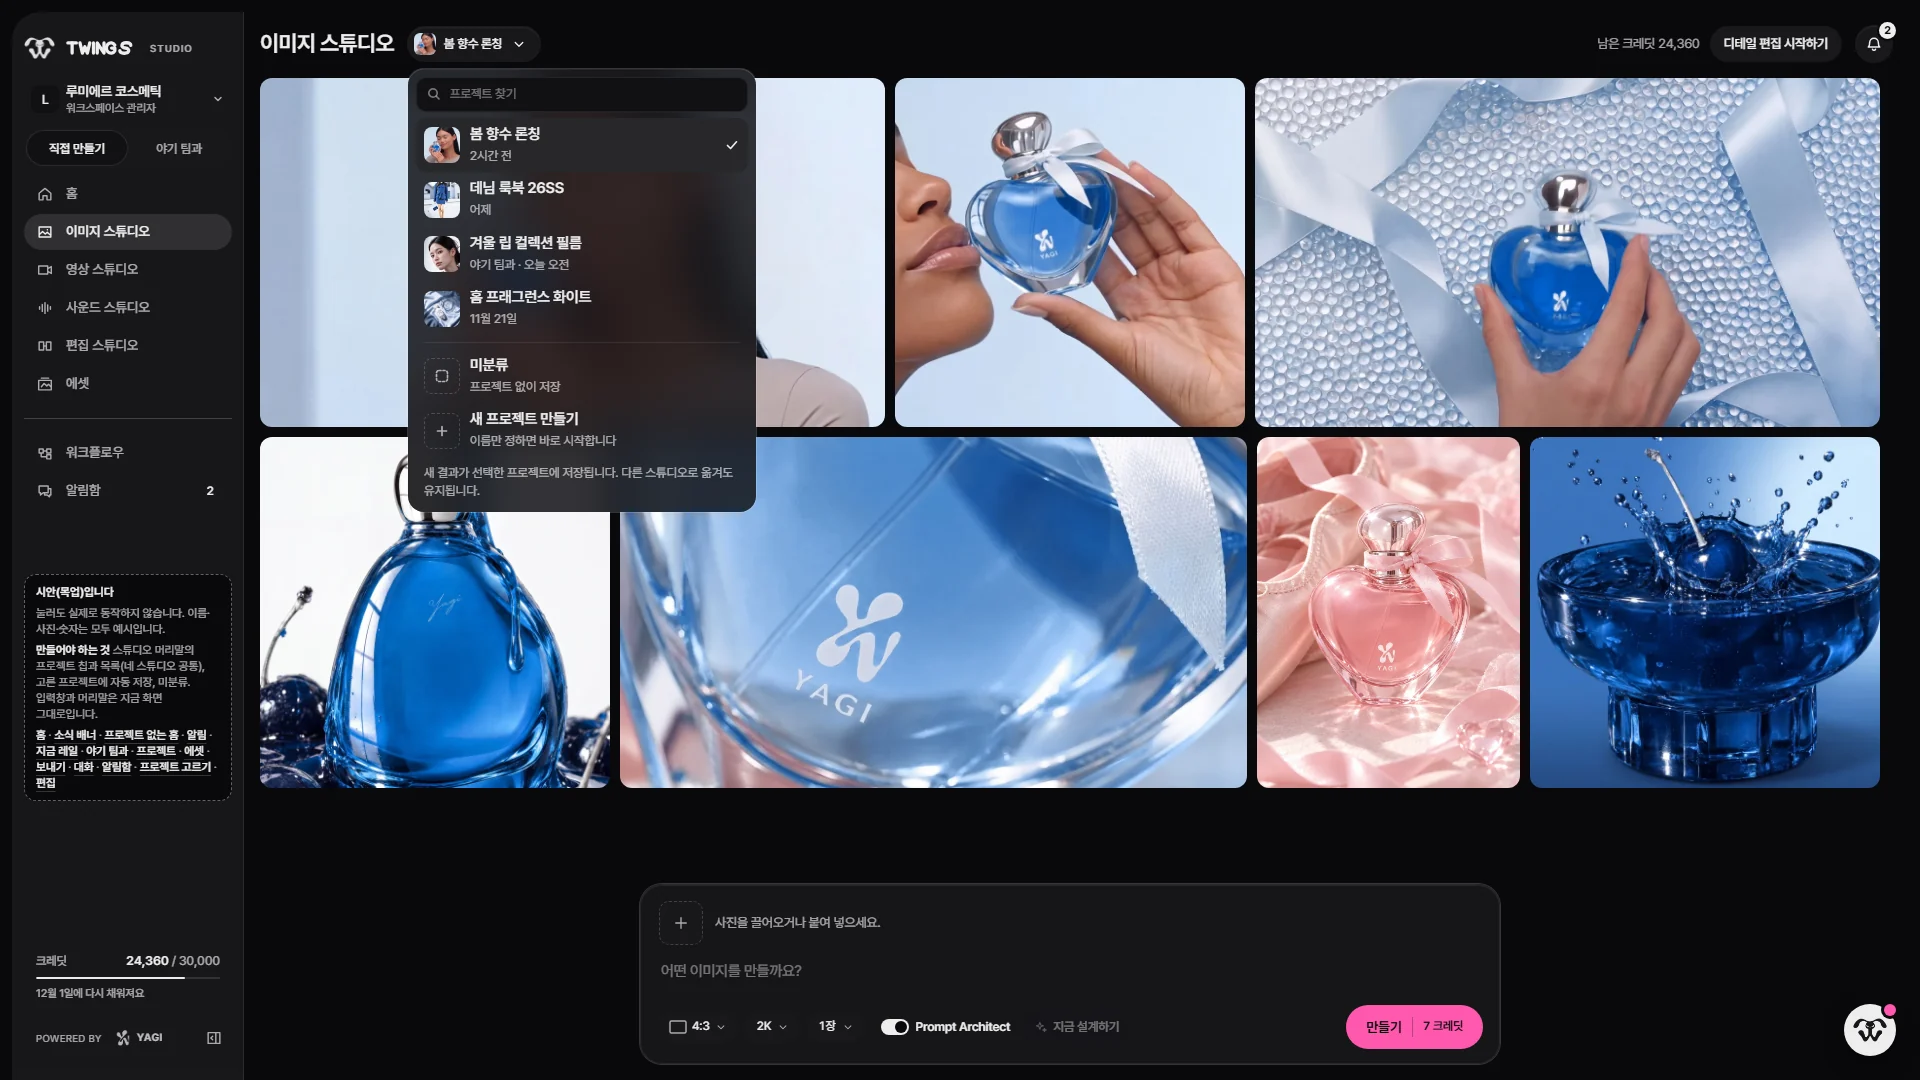 TWINGS STUDIO
L
루미에르 코스메틱
워크스페이스 관리자
직접 만들기
야기 팀과
홈
이미지 스튜디오
영상 스튜디오
사운드 스튜디오
편집 스튜디오
에셋
워크플로우
알림함 2
시안(목업)입니다
눌러도 실제로 동작하지 않습니다. 이름·
사진·숫자는 모두 예시입니다.
만들어야 하는 것 스튜디오 머리말의
프로젝트 칩과 목록(네 스튜디오 공통),
고른 프로젝트에 자동 저장, 미분류.
입력창과 머리말은 지금 화면
그대로입니다.
홈 · 소식 배너 · 프로젝트 없는 홈 · 알림 ·
지금 레일 · 야기 팀과 · 프로젝트 · 에셋 ·
보내기 · 대화 · 알림함 · 프로젝트 고르기 ·
편집
크레딧 24,360 / 30,000
12월 1일에 다시 채워져요
POWERED BY YAGI
이미지 스튜디오
봄 향수 론칭
남은 크레딧 24,360
디테일 편집 시작하기
2
프로젝트 찾기
봄 향수 론칭
2시간 전
데님 룩북 26SS
어제
겨울 립 컬렉션 필름
야기 팀과 · 오늘 오전
홈 프래그런스 화이트
11월 21일
미분류
프로젝트 없이 저장
새 프로젝트 만들기
이름만 정하면 바로 시작합니다
새 결과가 선택한 프로젝트에 저장됩니다. 다른 스튜디오로 옮겨도
유지됩니다.
YAGI
Yagi
YAGI
YAGI
사진을 끌어오거나 붙여 넣으세요.
어떤 이미지를 만들까요?
4:3
2K
1장
Prompt Architect
지금 설계하기
만들기
7 크레딧